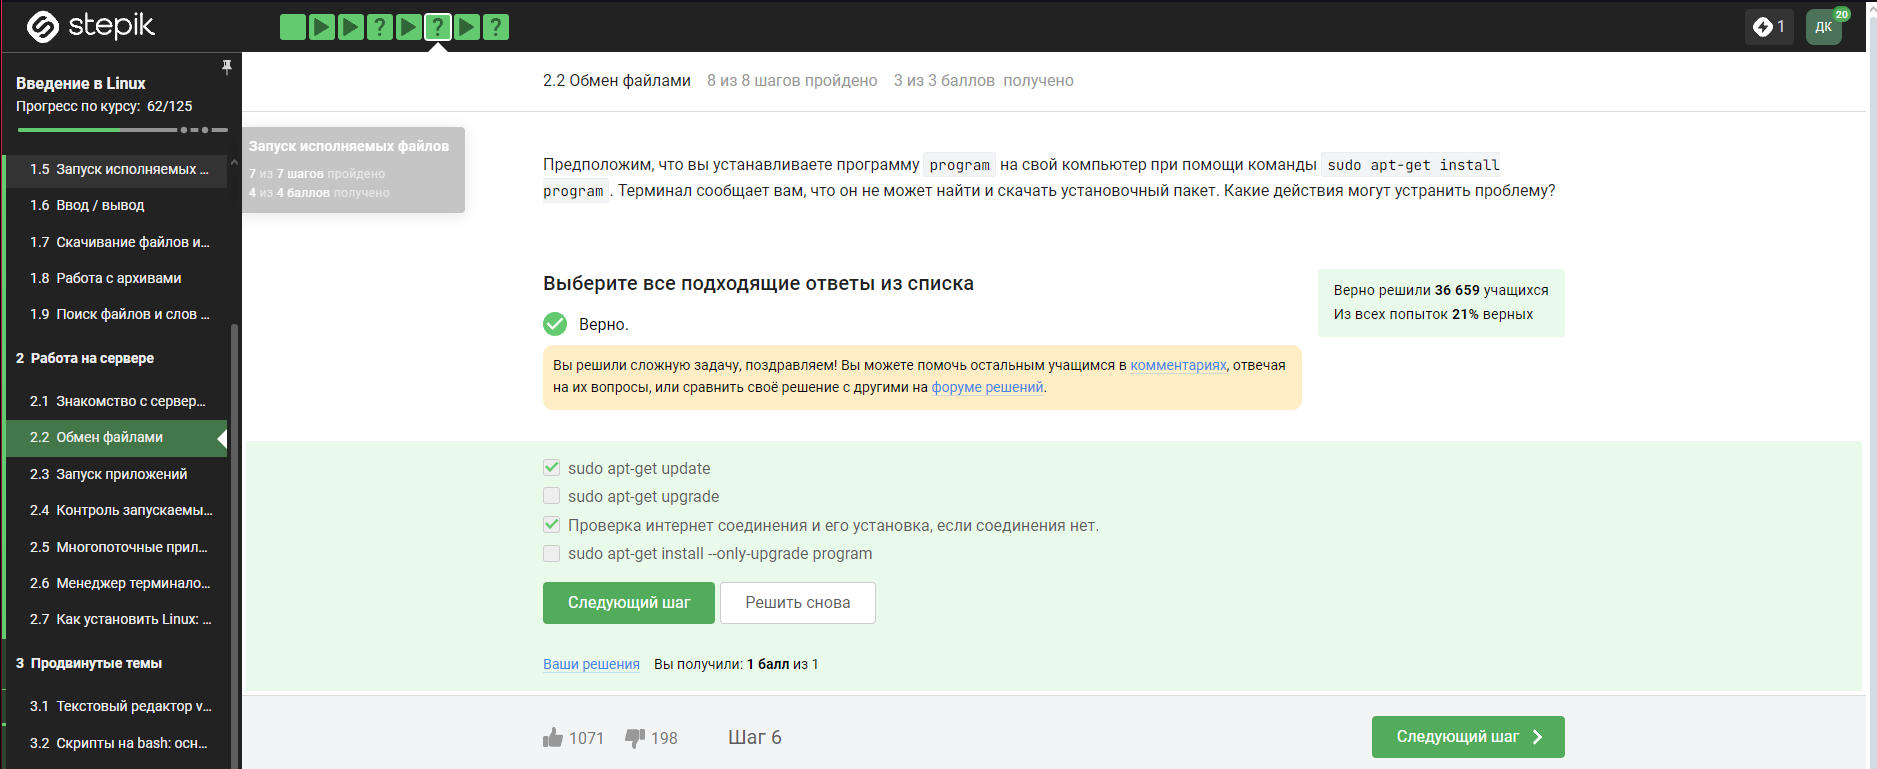 stepik
1
ДК
20
Введение в Linux
Прогресс по курсу: 62/125
1.5 Запуск исполняемых ...
1.6 Ввод / вывод
1.7 Скачивание файлов и...
1.8 Работа с архивами
1.9 Поиск файлов и слов ...
2 Работа на сервере
2.1 Знакомство с сервер...
2.2 Обмен файлами
2.3 Запуск приложений
2.4 Контроль запускаемы...
2.5 Многопоточные прил...
2.6 Менеджер терминало...
2.7 Как установить Linux: ...
3 Продвинутые темы
3.1 Текстовый редактор v...
3.2 Скрипты на bash: осн...
Запуск исполняемых файлов
7 из 7 шагов пройдено
4 из 4 баллов получено
2.2 Обмен файлами 8 из 8 шагов пройдено 3 из 3 баллов получено
Предположим, что вы устанавливаете программу program на свой компьютер при помощи команды sudo apt-get install
program. Терминал сообщает вам, что он не может найти и скачать установочный пакет. Какие действия могут устранить проблему?
Выберите все подходящие ответы из списка
Верно решили 36 659 учащихся
Из всех попыток 21% верных
Верно.
Вы решили сложную задачу, поздравляем! Вы можете помочь остальным учащимся в комментариях, отвечая
на их вопросы, или сравнить своё решение с другими на форуме решений.
sudo apt-get update
sudo apt-get upgrade
Проверка интернет соединения и его установка, если соединения нет.
sudo apt-get install --only-upgrade program
Следующий шаг Решить снова
Ваши решения Вы получили: 1 балл из 1
1071 198 Шаг 6 Следующий шаг